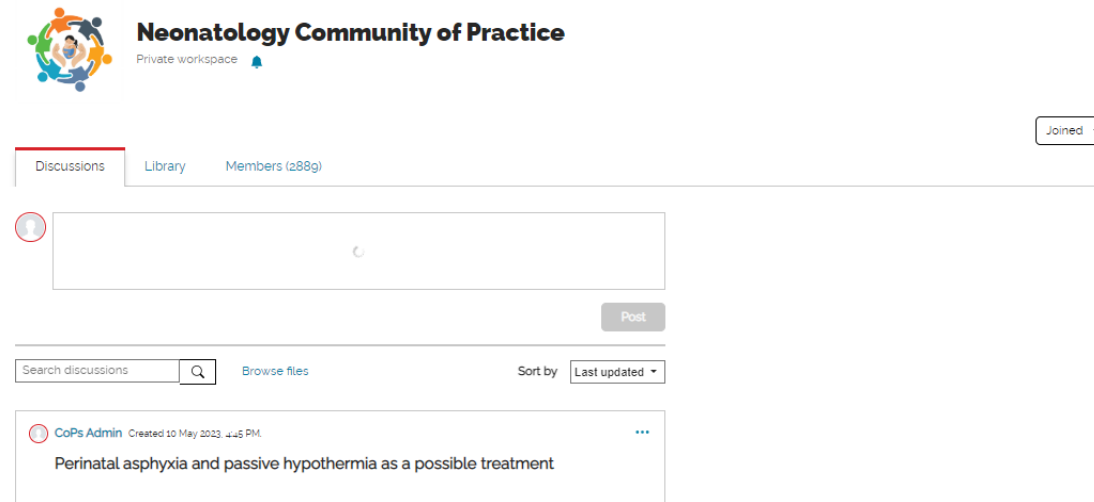 Neonatology Community of Practice
Private workspace
Joined
Discussions
Library
Members (2889)
Post
Search discussions
Browse files
Sort by
Last updated
CoPs Admin Created 10 May 2023, 4:45 PM.
Perinatal asphyxia and passive hypothermia as a possible treatment